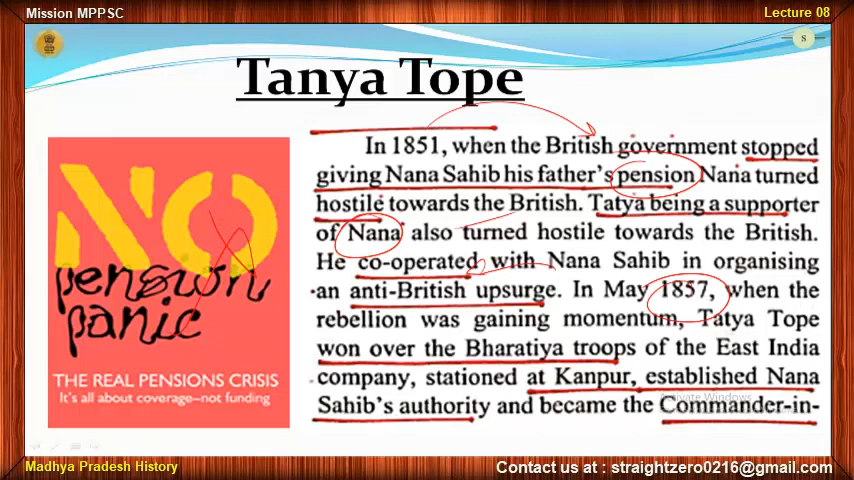 Mission MPPSC
Lecture 08
S
Tanya Tope
NO
pension
panic
THE REAL PENSIONS CRISIS
It's all about coverage–not funding
In 1851, when the British government stopped
giving Nana Sahib his father's pension Nana turned
hostile towards the British. Tatya being a supporter
of Nana also turned hostile towards the British.
He co-operated with Nana Sahib in organising
an anti-British upsurge. In May 1857, when the
rebellion was gaining momentum, Tatya Tope
won over the Bharatiya troops of the East India
company, stationed at Kanpur, established Nana
Sahib's authority and became the Commander-in-
Activate Windows
Madhya Pradesh History
Contact us at : straightzero0216@gmail.com